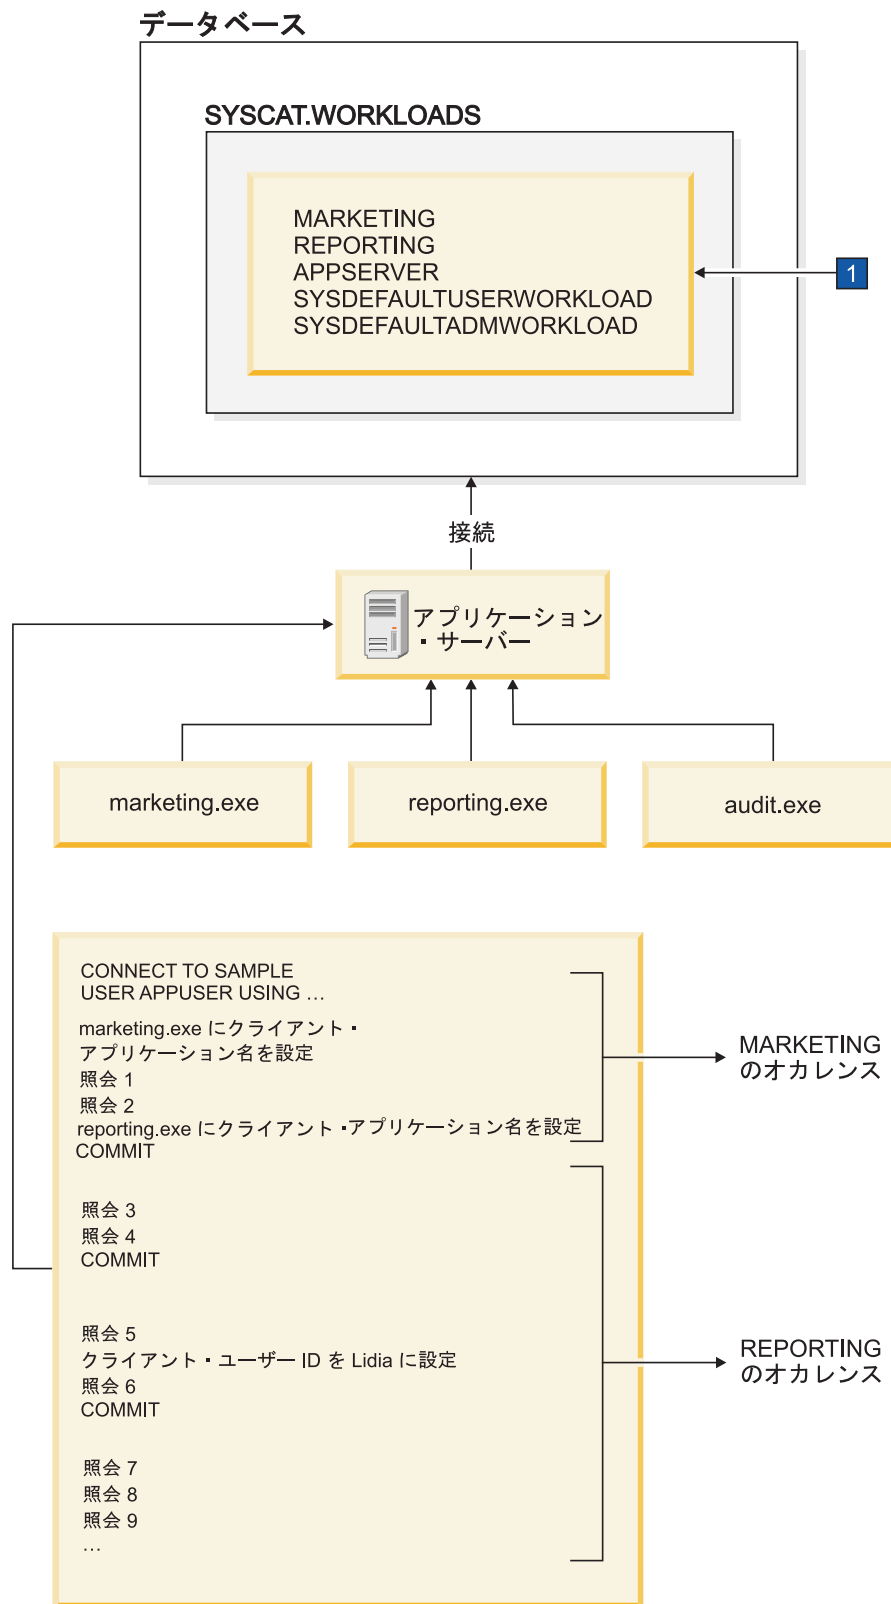 データベース
SYSCAT.WORKLOADS
MARKETING
REPORTING
APPSERVER
SYSDEFAULTUSERWORKLOAD
SYSDEFAULTADMWORKLOAD
1
接続
アプリケーション
・サーバー
marketing.exe
reporting.exe
audit.exe
CONNECT TO SAMPLE
USER APPUSER USING ...
marketing.exe にクライアント・
アプリケーション名を設定
照会 1
照会 2
reporting.exe にクライアント・アプリケーション名を設定
COMMIT
MARKETING
のオカレンス
照会 3
照会 4
COMMIT
照会 5
クライアント・ユーザー ID を Lidia に設定
照会 6
COMMIT
REPORTING
のオカレンス
照会 7
照会 8
照会 9
...